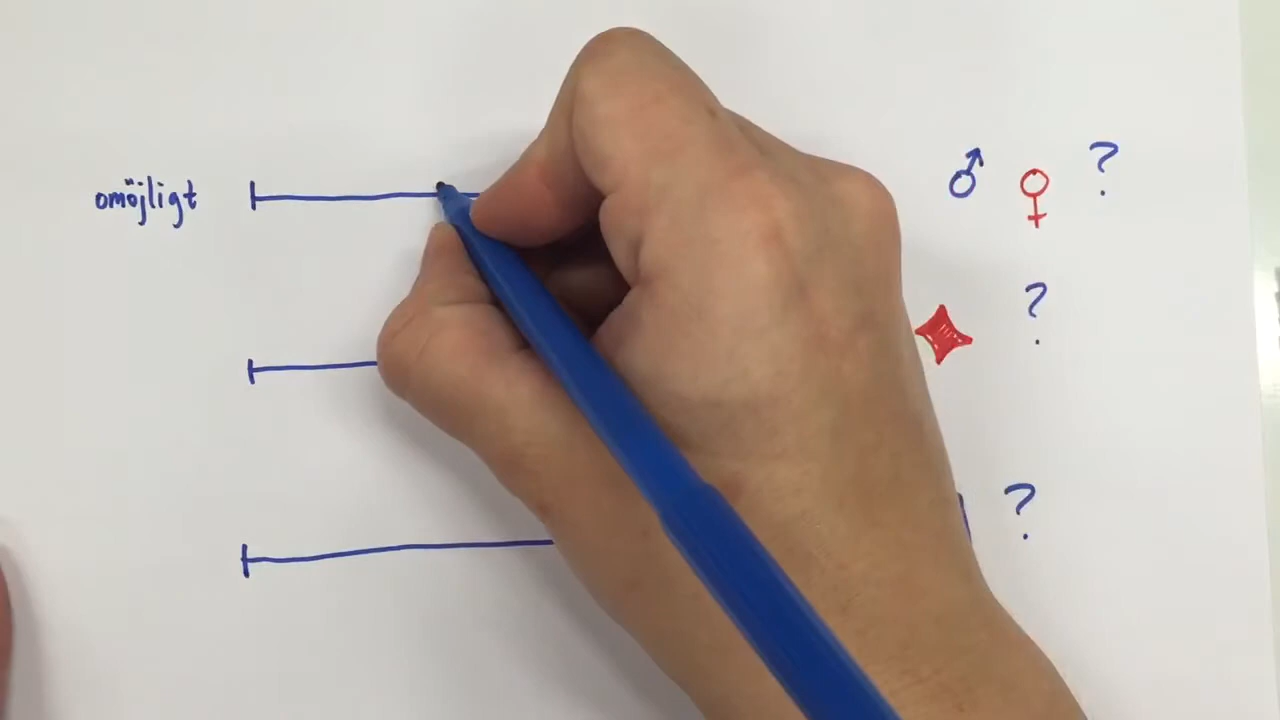 omöjligt ♂ ♀ ?
?
?